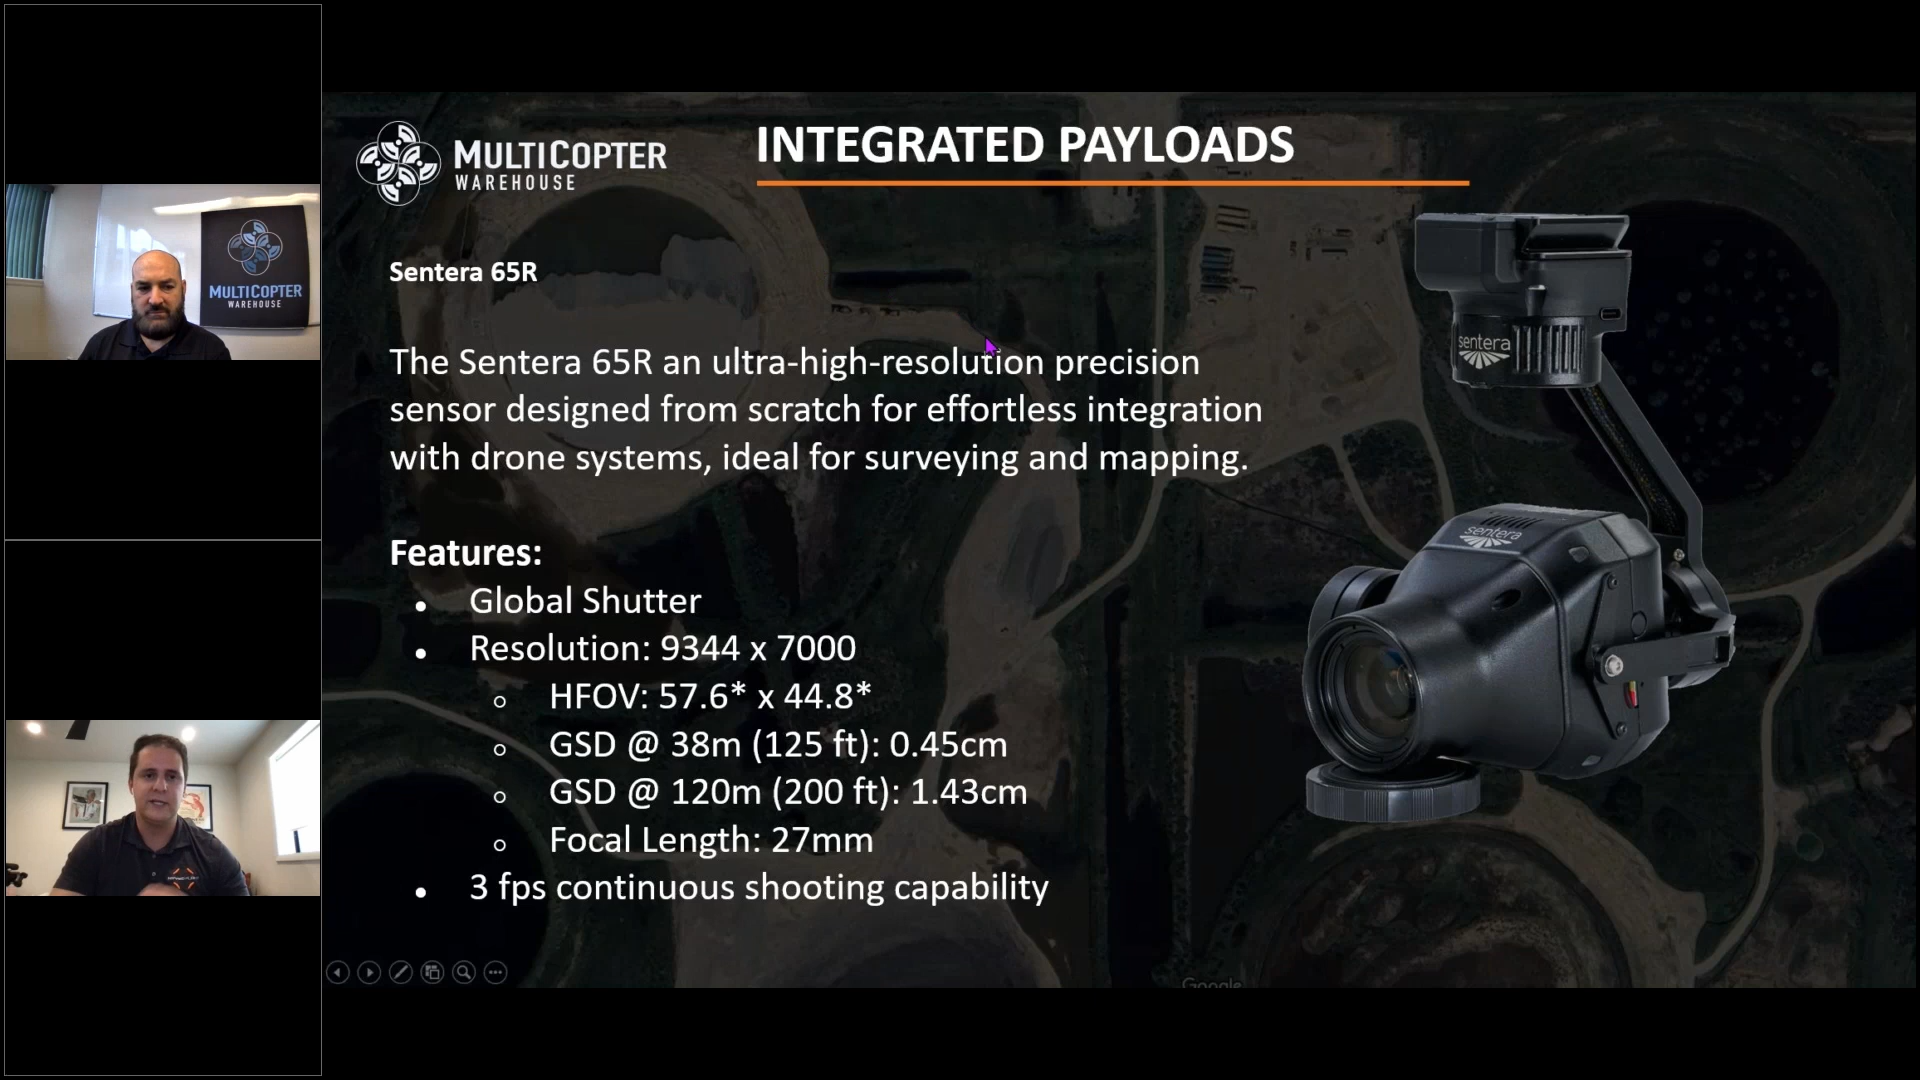 MULTICOPTER
WAREHOUSE
INTEGRATED PAYLOADS
Sentera 65R
The Sentera 65R an ultra-high-resolution precision
sensor designed from scratch for effortless integration
with drone systems, ideal for surveying and mapping.
Features:
• Global Shutter
• Resolution: 9344 x 7000
o HFOV: 57.6* x 44.8*
o GSD @ 38m (125 ft): 0.45cm
o GSD @ 120m (200 ft): 1.43cm
o Focal Length: 27mm
• 3 fps continuous shooting capability
sentera
sentera
Google
MULTICOPTER
WAREHOUSE